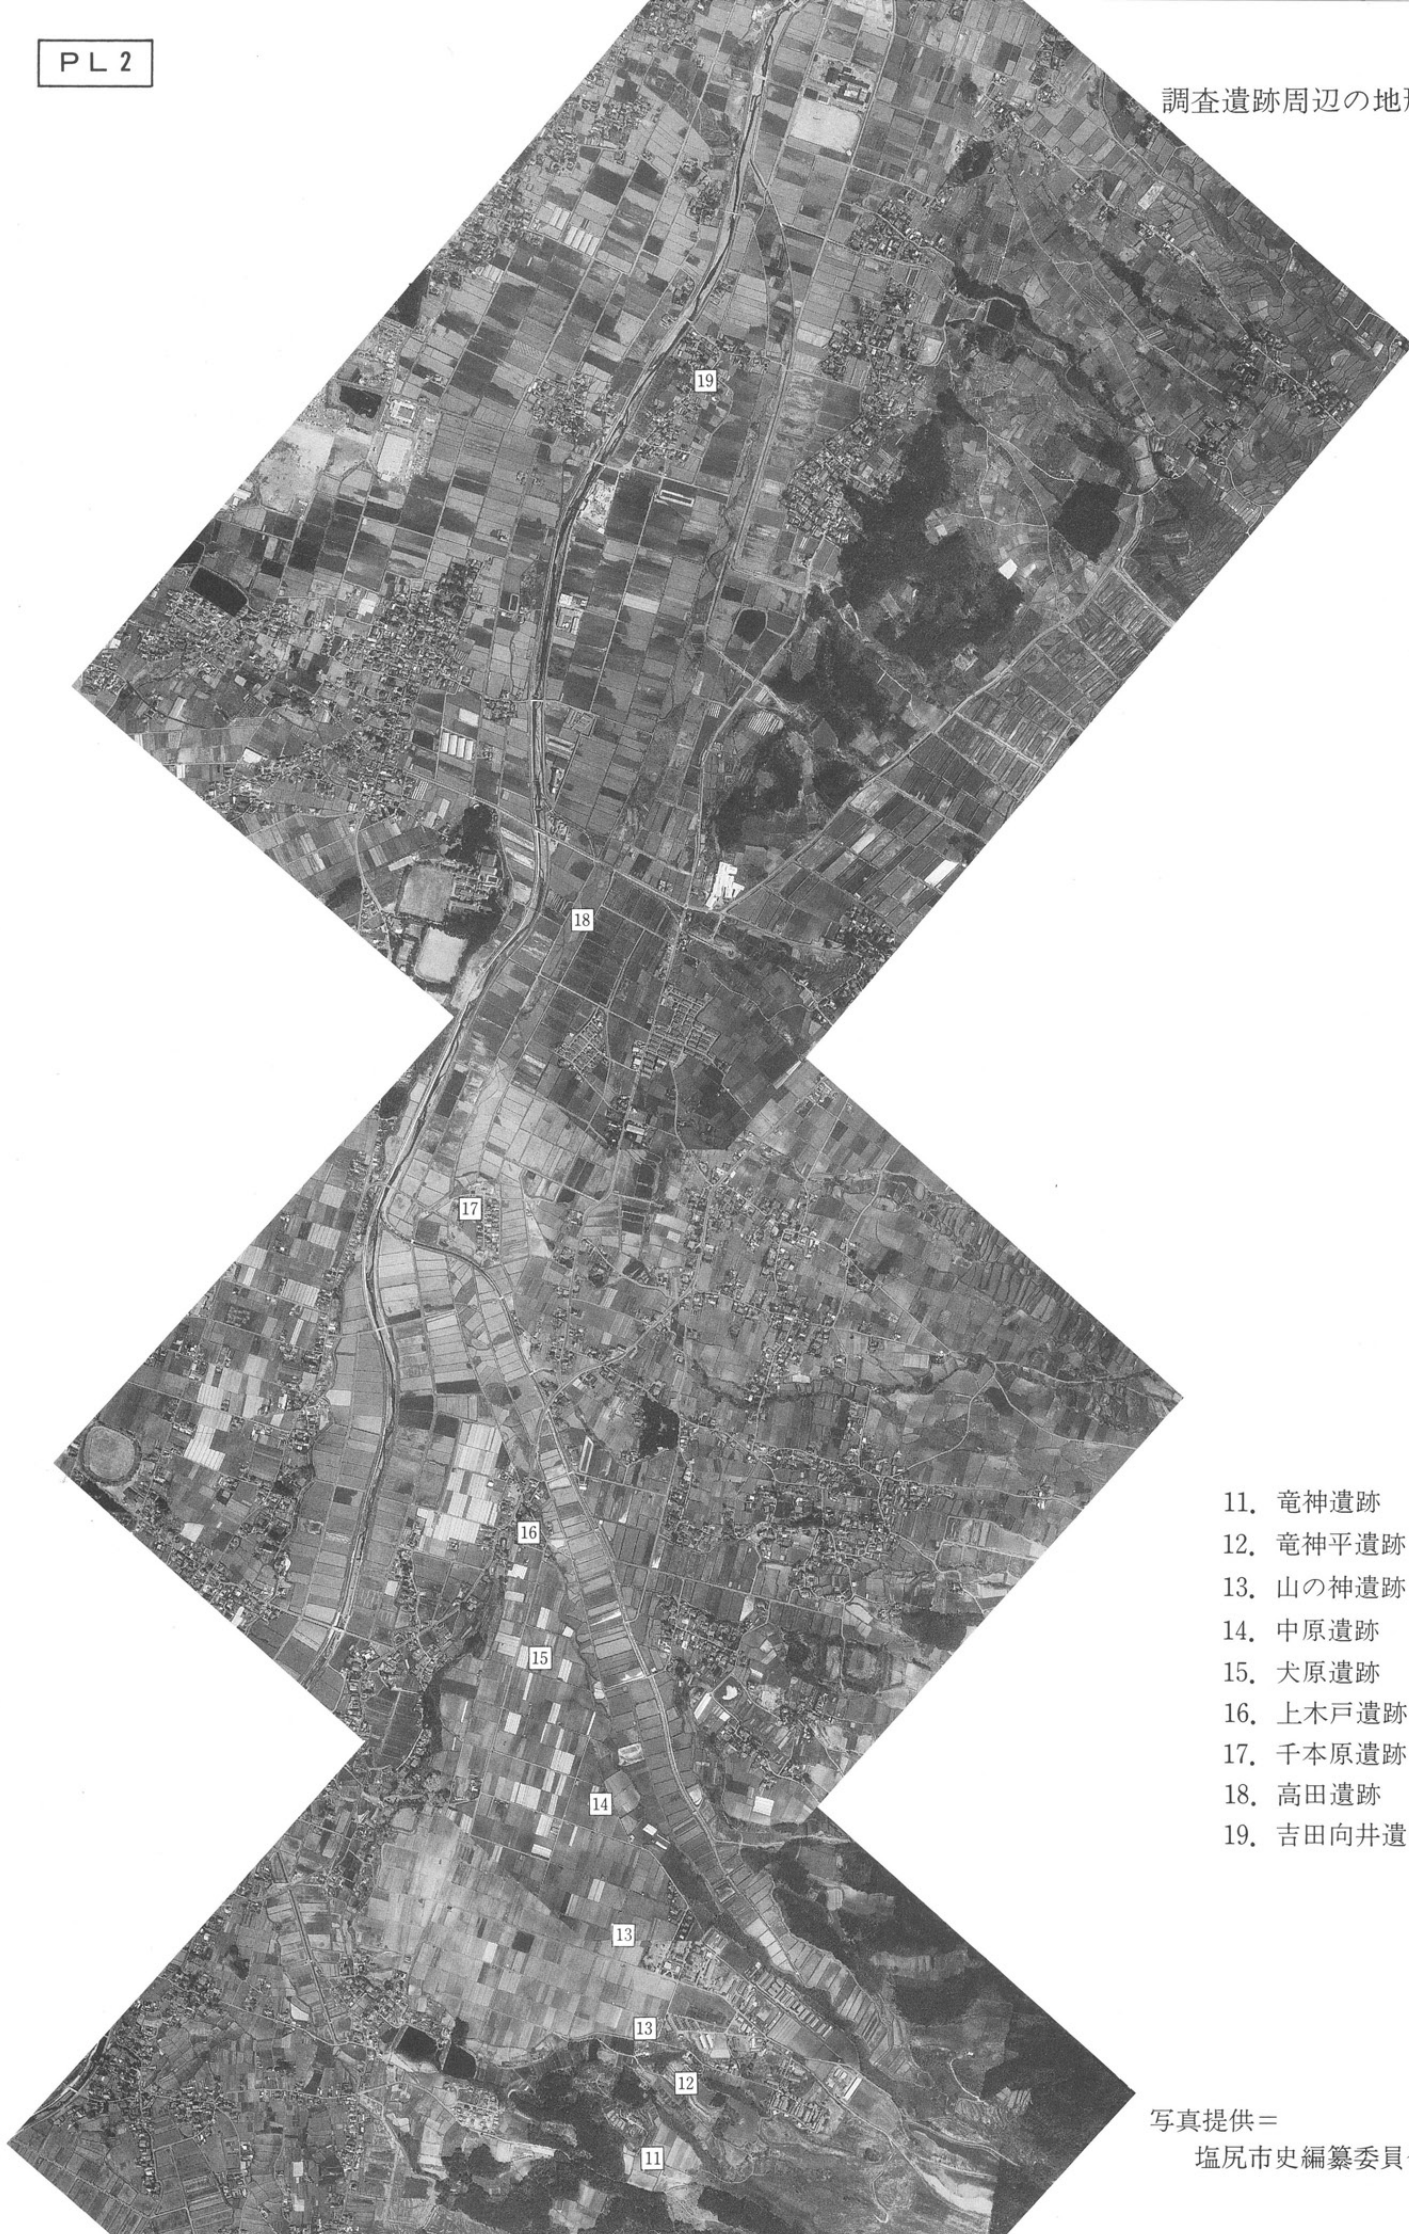 PL 2
調査遺跡周辺の地形
19
18
17
16
15
14
13
13
12
11
11. 竜神遺跡
12. 竜神平遺跡
13. 山の神遺跡
14. 中原遺跡
15. 犬原遺跡
16. 上木戸遺跡
17. 千本原遺跡
18. 高田遺跡
19. 吉田向井遺
写真提供＝
塩尻市史編纂委員